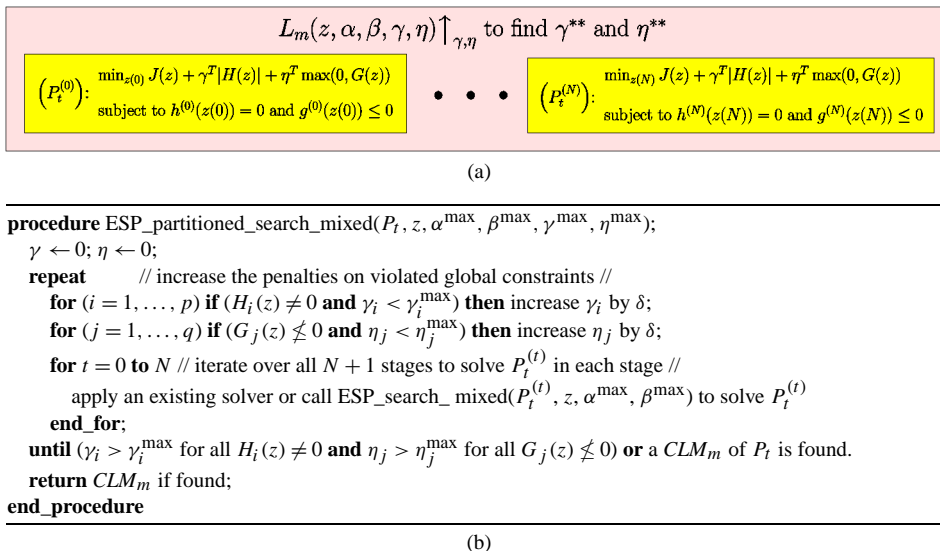 L_m(z, α, β, γ, η)↑_{γ,η} to find γ** and η**
(P_t^{(0)}): min_{z(0)} J(z) + γ^T|H(z)| + η^T max(0, G(z))
subject to h^{(0)}(z(0)) = 0 and g^{(0)}(z(0)) ≤ 0
• • •
(P_t^{(N)}): min_{z(N)} J(z) + γ^T|H(z)| + η^T max(0, G(z))
subject to h^{(N)}(z(N)) = 0 and g^{(N)}(z(N)) ≤ 0
(a)
procedure ESP_partitioned_search_mixed(P_t, z, α^max, β^max, γ^max, η^max);
γ ← 0; η ← 0;
repeat // increase the penalties on violated global constraints //
for (i = 1, . . . , p) if (H_i(z) ≠ 0 and γ_i < γ_i^max) then increase γ_i by δ;
for (j = 1, . . . , q) if (G_j(z) ≰ 0 and η_j < η_j^max) then increase η_j by δ;
for t = 0 to N // iterate over all N + 1 stages to solve P_t^{(t)} in each stage //
apply an existing solver or call ESP_search_ mixed(P_t^{(t)}, z, α^max, β^max) to solve P_t^{(t)}
end_for;
until (γ_i > γ_i^max for all H_i(z) ≠ 0 and η_j > η_j^max for all G_j(z) ≰ 0) or a CLM_m of P_t is found.
return CLM_m if found;
end_procedure
(b)